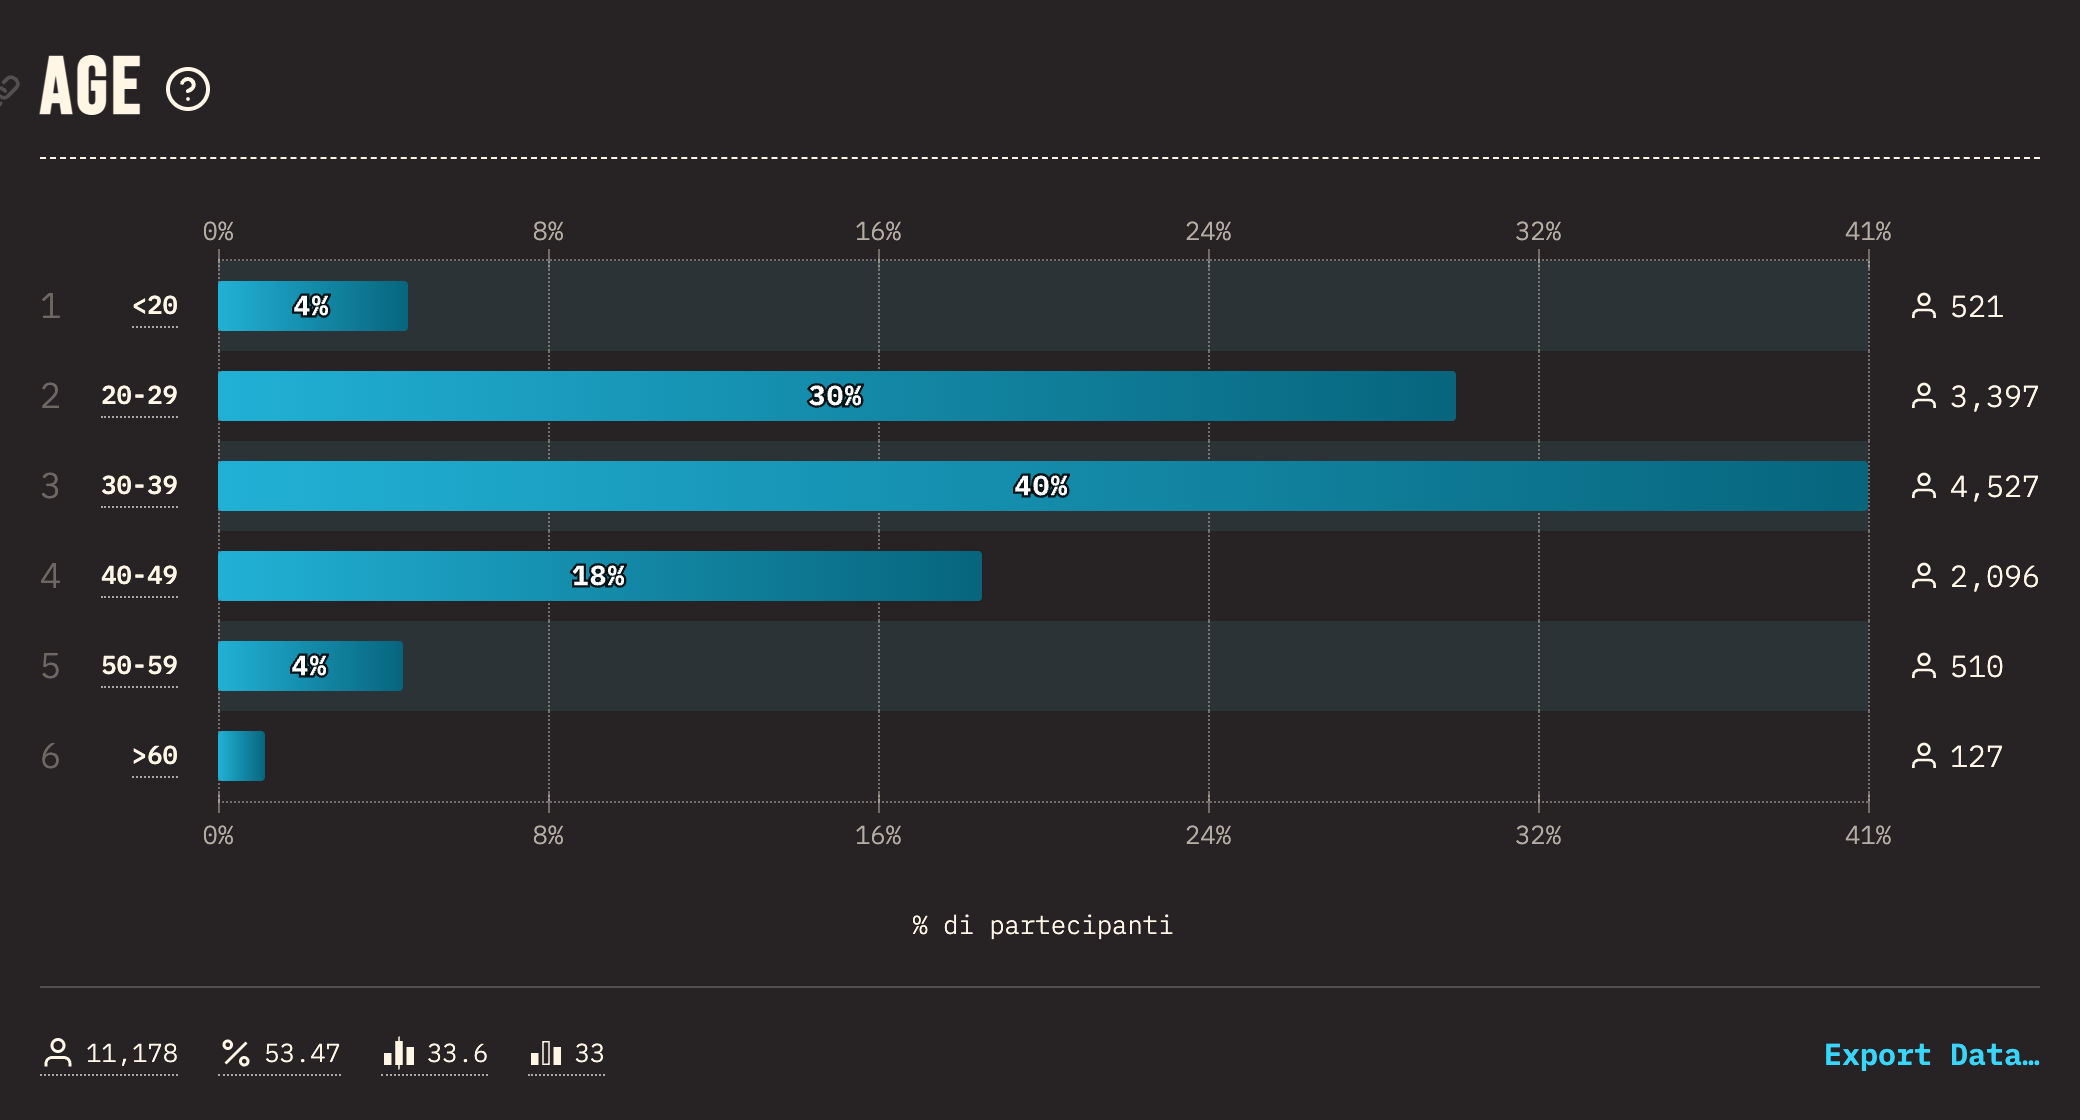 AGE
0% 8% 16% 24% 32% 41%
1 <20 4% 521
2 20-29 30% 3,397
3 30-39 40% 4,527
4 40-49 18% 2,096
5 50-59 4% 510
6 >60 127
0% 8% 16% 24% 32% 41%
% di partecipanti
11,178 53.47 33.6 33 Export Data…